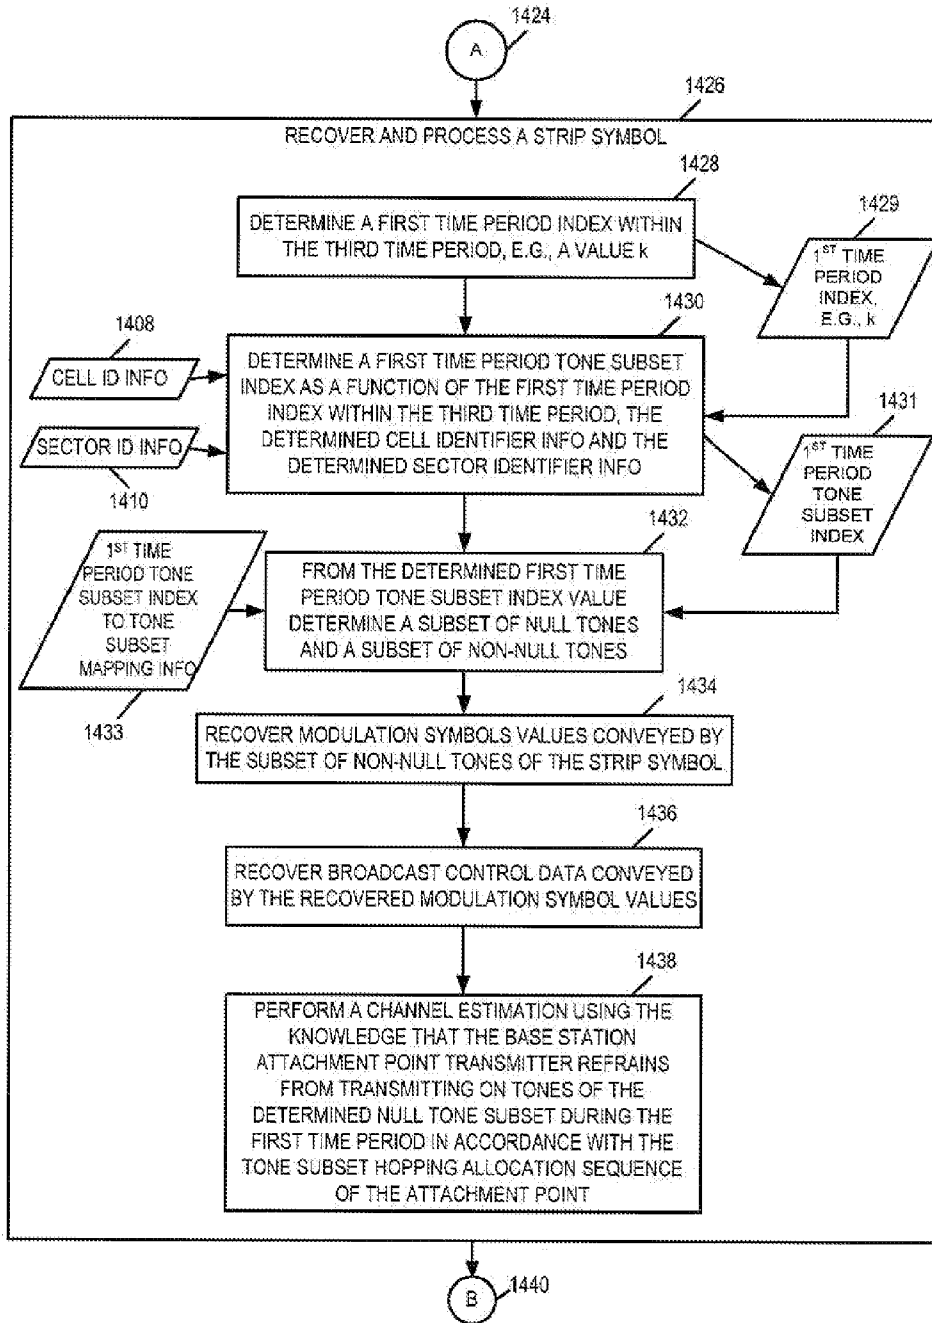 1424
A
1426
RECOVER AND PROCESS A STRIP SYMBOL
1428
DETERMINE A FIRST TIME PERIOD INDEX WITHIN
THE THIRD TIME PERIOD, E.G., A VALUE k
1429
1ST TIME
PERIOD
INDEX,
E.G., k
1430
1408
CELL ID INFO
DETERMINE A FIRST TIME PERIOD TONE SUBSET
INDEX AS A FUNCTION OF THE FIRST TIME PERIOD
INDEX WITHIN THE THIRD TIME PERIOD, THE
DETERMINED CELL IDENTIFIER INFO AND THE
DETERMINED SECTOR IDENTIFIER INFO
SECTOR ID INFO
1410
1431
1ST TIME
PERIOD
TONE
SUBSET
INDEX
1432
1ST TIME
PERIOD TONE
SUBSET INDEX
TO TONE
SUBSET
MAPPING INFO
1433
FROM THE DETERMINED FIRST TIME
PERIOD TONE SUBSET INDEX VALUE
DETERMINE A SUBSET OF NULL TONES
AND A SUBSET OF NON-NULL TONES
1434
RECOVER MODULATION SYMBOLS VALUES CONVEYED BY
THE SUBSET OF NON-NULL TONES OF THE STRIP SYMBOL
1436
RECOVER BROADCAST CONTROL DATA CONVEYED
BY THE RECOVERED MODULATION SYMBOL VALUES
1438
PERFORM A CHANNEL ESTIMATION USING THE
KNOWLEDGE THAT THE BASE STATION
ATTACHMENT POINT TRANSMITTER REFRAINS
FROM TRANSMITTING ON TONES OF THE
DETERMINED NULL TONE SUBSET DURING THE
FIRST TIME PERIOD IN ACCORDANCE WITH THE
TONE SUBSET HOPPING ALLOCATION SEQUENCE
OF THE ATTACHMENT POINT
B
1440